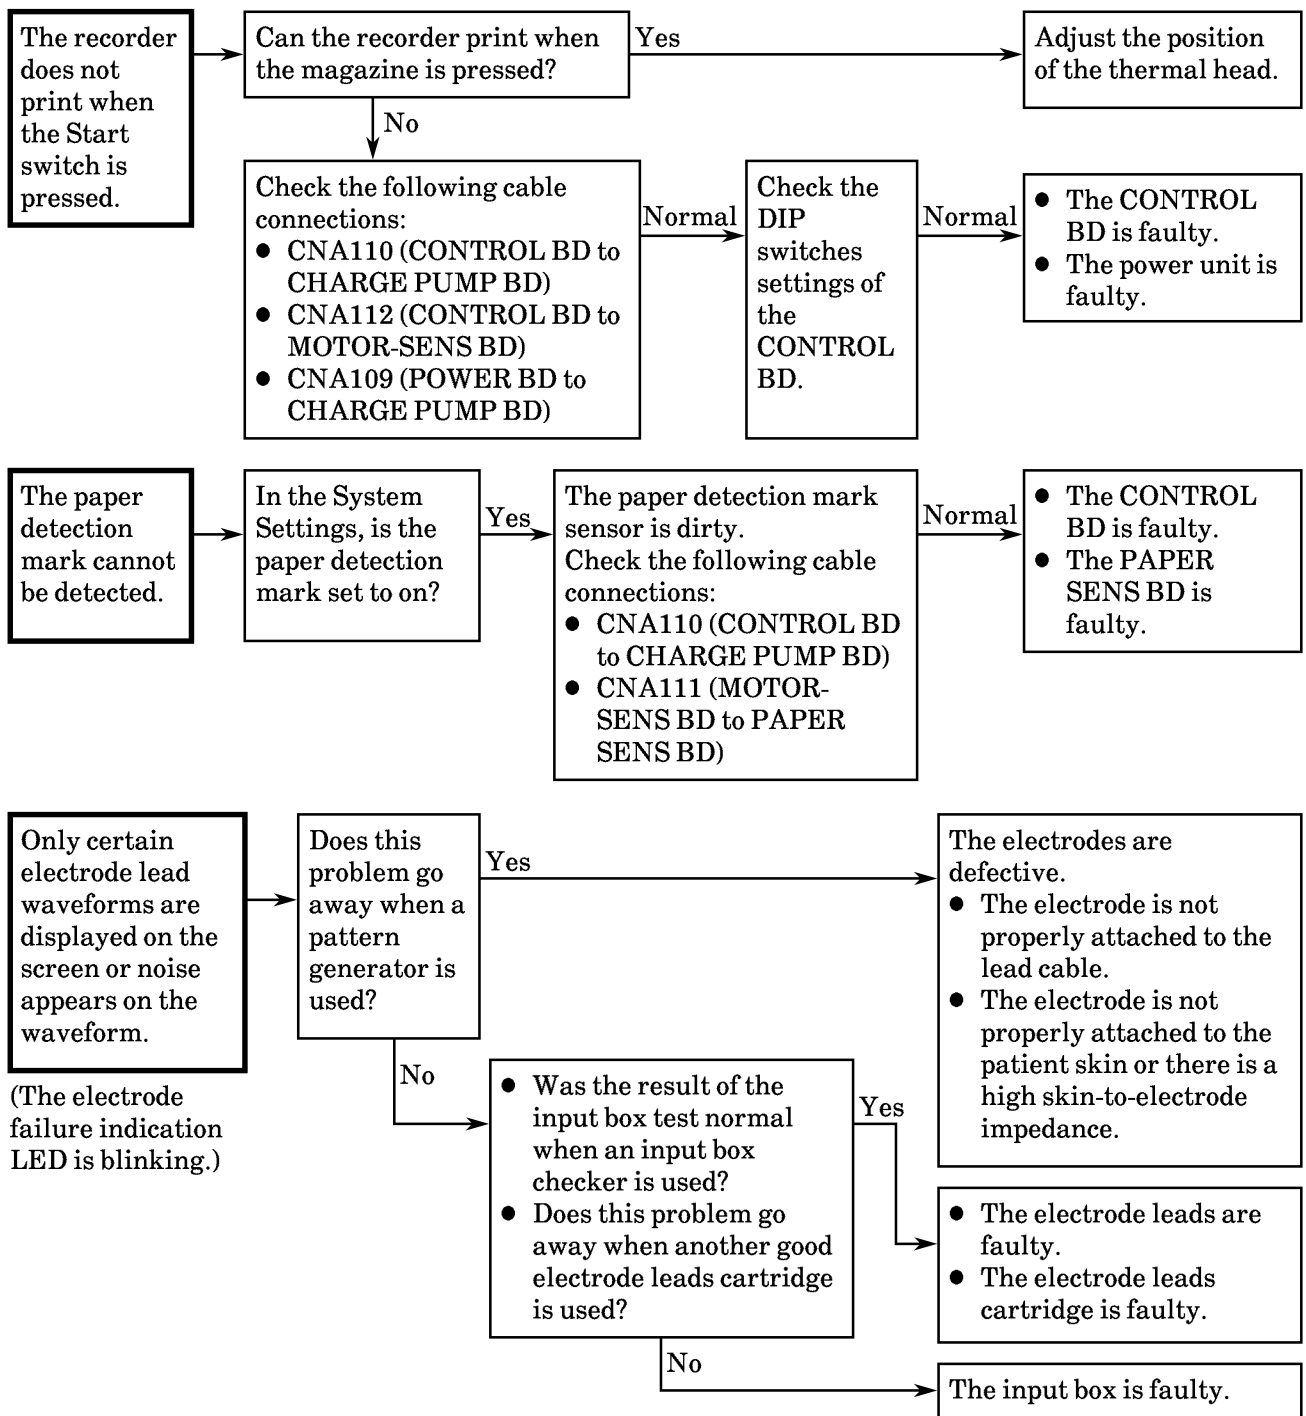 The recorder
does not
print when
the Start
switch is
pressed.
Can the recorder print when
the magazine is pressed?
Yes
Adjust the position
of the thermal head.
No
Check the following cable
connections:
● CNA110 (CONTROL BD to
CHARGE PUMP BD)
● CNA112 (CONTROL BD to
MOTOR-SENS BD)
● CNA109 (POWER BD to
CHARGE PUMP BD)
Normal
Check the
DIP
switches
settings of
the
CONTROL
BD.
Normal
● The CONTROL
BD is faulty.
● The power unit is
faulty.
The paper
detection
mark cannot
be detected.
In the System
Settings, is the
paper detection
mark set to on?
Yes
The paper detection mark
sensor is dirty.
Check the following cable
connections:
● CNA110 (CONTROL BD
to CHARGE PUMP BD)
● CNA111 (MOTOR-
SENS BD to PAPER
SENS BD)
Normal
● The CONTROL
BD is faulty.
● The PAPER
SENS BD is
faulty.
Only certain
electrode lead
waveforms are
displayed on the
screen or noise
appears on the
waveform.
(The electrode
failure indication
LED is blinking.)
Does this
problem go
away when a
pattern
generator is
used?
Yes
The electrodes are
defective.
● The electrode is not
properly attached to the
lead cable.
● The electrode is not
properly attached to the
patient skin or there is a
high skin-to-electrode
impedance.
No
● Was the result of the
input box test normal
when an input box
checker is used?
● Does this problem go
away when another good
electrode leads cartridge
is used?
Yes
● The electrode leads are
faulty.
● The electrode leads
cartridge is faulty.
No
The input box is faulty.